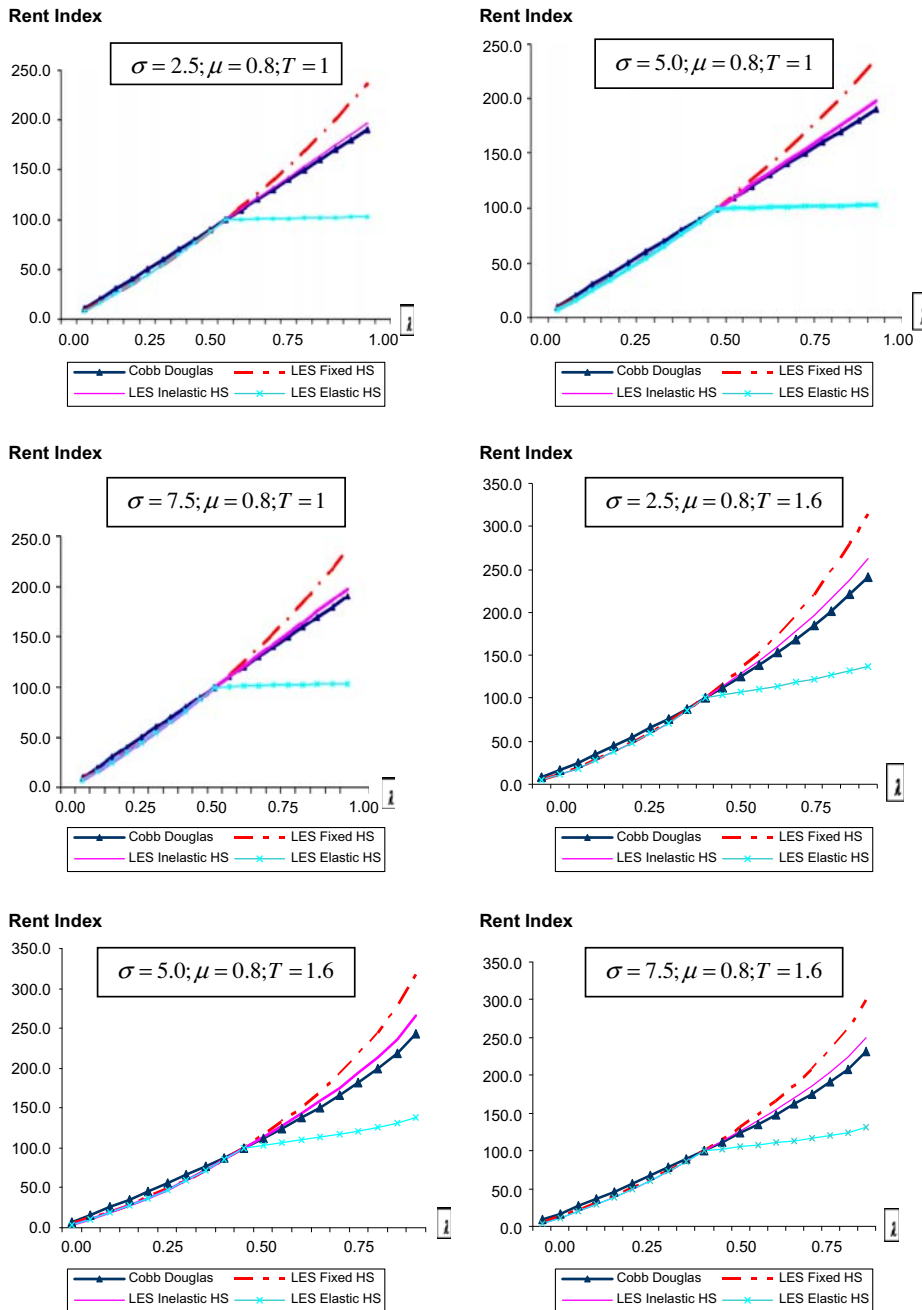 Rent Index
σ = 2.5; μ = 0.8; T = 1
250.0
200.0
150.0
100.0
50.0
0.0
0.00 0.25 0.50 0.75 1.00
λ
Cobb Douglas LES Fixed HS
LES Inelastic HS LES Elastic HS
Rent Index
σ = 5.0; μ = 0.8; T = 1
250.0
200.0
150.0
100.0
50.0
0.0
0.00 0.25 0.50 0.75 1.00
Cobb Douglas LES Fixed HS
LES Inelastic HS LES Elastic HS
Rent Index
σ = 7.5; μ = 0.8; T = 1
250.0
200.0
150.0
100.0
50.0
0.0
0.00 0.25 0.50 0.75 1.00
λ
Cobb Douglas LES Fixed HS
LES Inelastic HS LES Elastic HS
Rent Index
σ = 2.5; μ = 0.8; T = 1.6
350.0
300.0
250.0
200.0
150.0
100.0
50.0
0.0
0.00 0.25 0.50 0.75
λ
Cobb Douglas LES Fixed HS
LES Inelastic HS LES Elastic HS
Rent Index
σ = 5.0; μ = 0.8; T = 1.6
350.0
300.0
250.0
200.0
150.0
100.0
50.0
0.0
0.00 0.25 0.50 0.75
λ
Cobb Douglas LES Fixed HS
LES Inelastic HS LES Elastic HS
Rent Index
σ = 7.5; μ = 0.8; T = 1.6
350.0
300.0
250.0
200.0
150.0
100.0
50.0
0.0
0.00 0.25 0.50 0.75
λ
Cobb Douglas LES Fixed HS
LES Inelastic HS LES Elastic HS